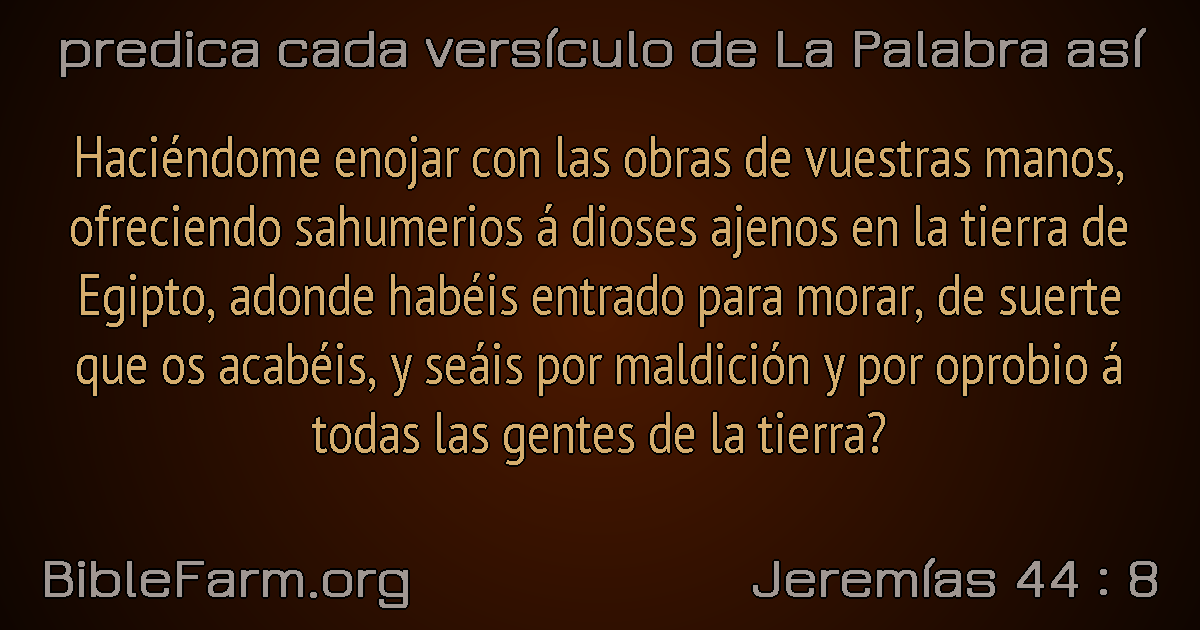 predica cada versículo de La Palabra así
Haciéndome enojar con las obras de vuestras manos,
ofreciendo sahumerios á dioses ajenos en la tierra de
Egipto, adonde habéis entrado para morar, de suerte
que os acabéis, y seáis por maldición y por oprobio á
todas las gentes de la tierra?
BibleFarm.org
Jeremías 44 : 8